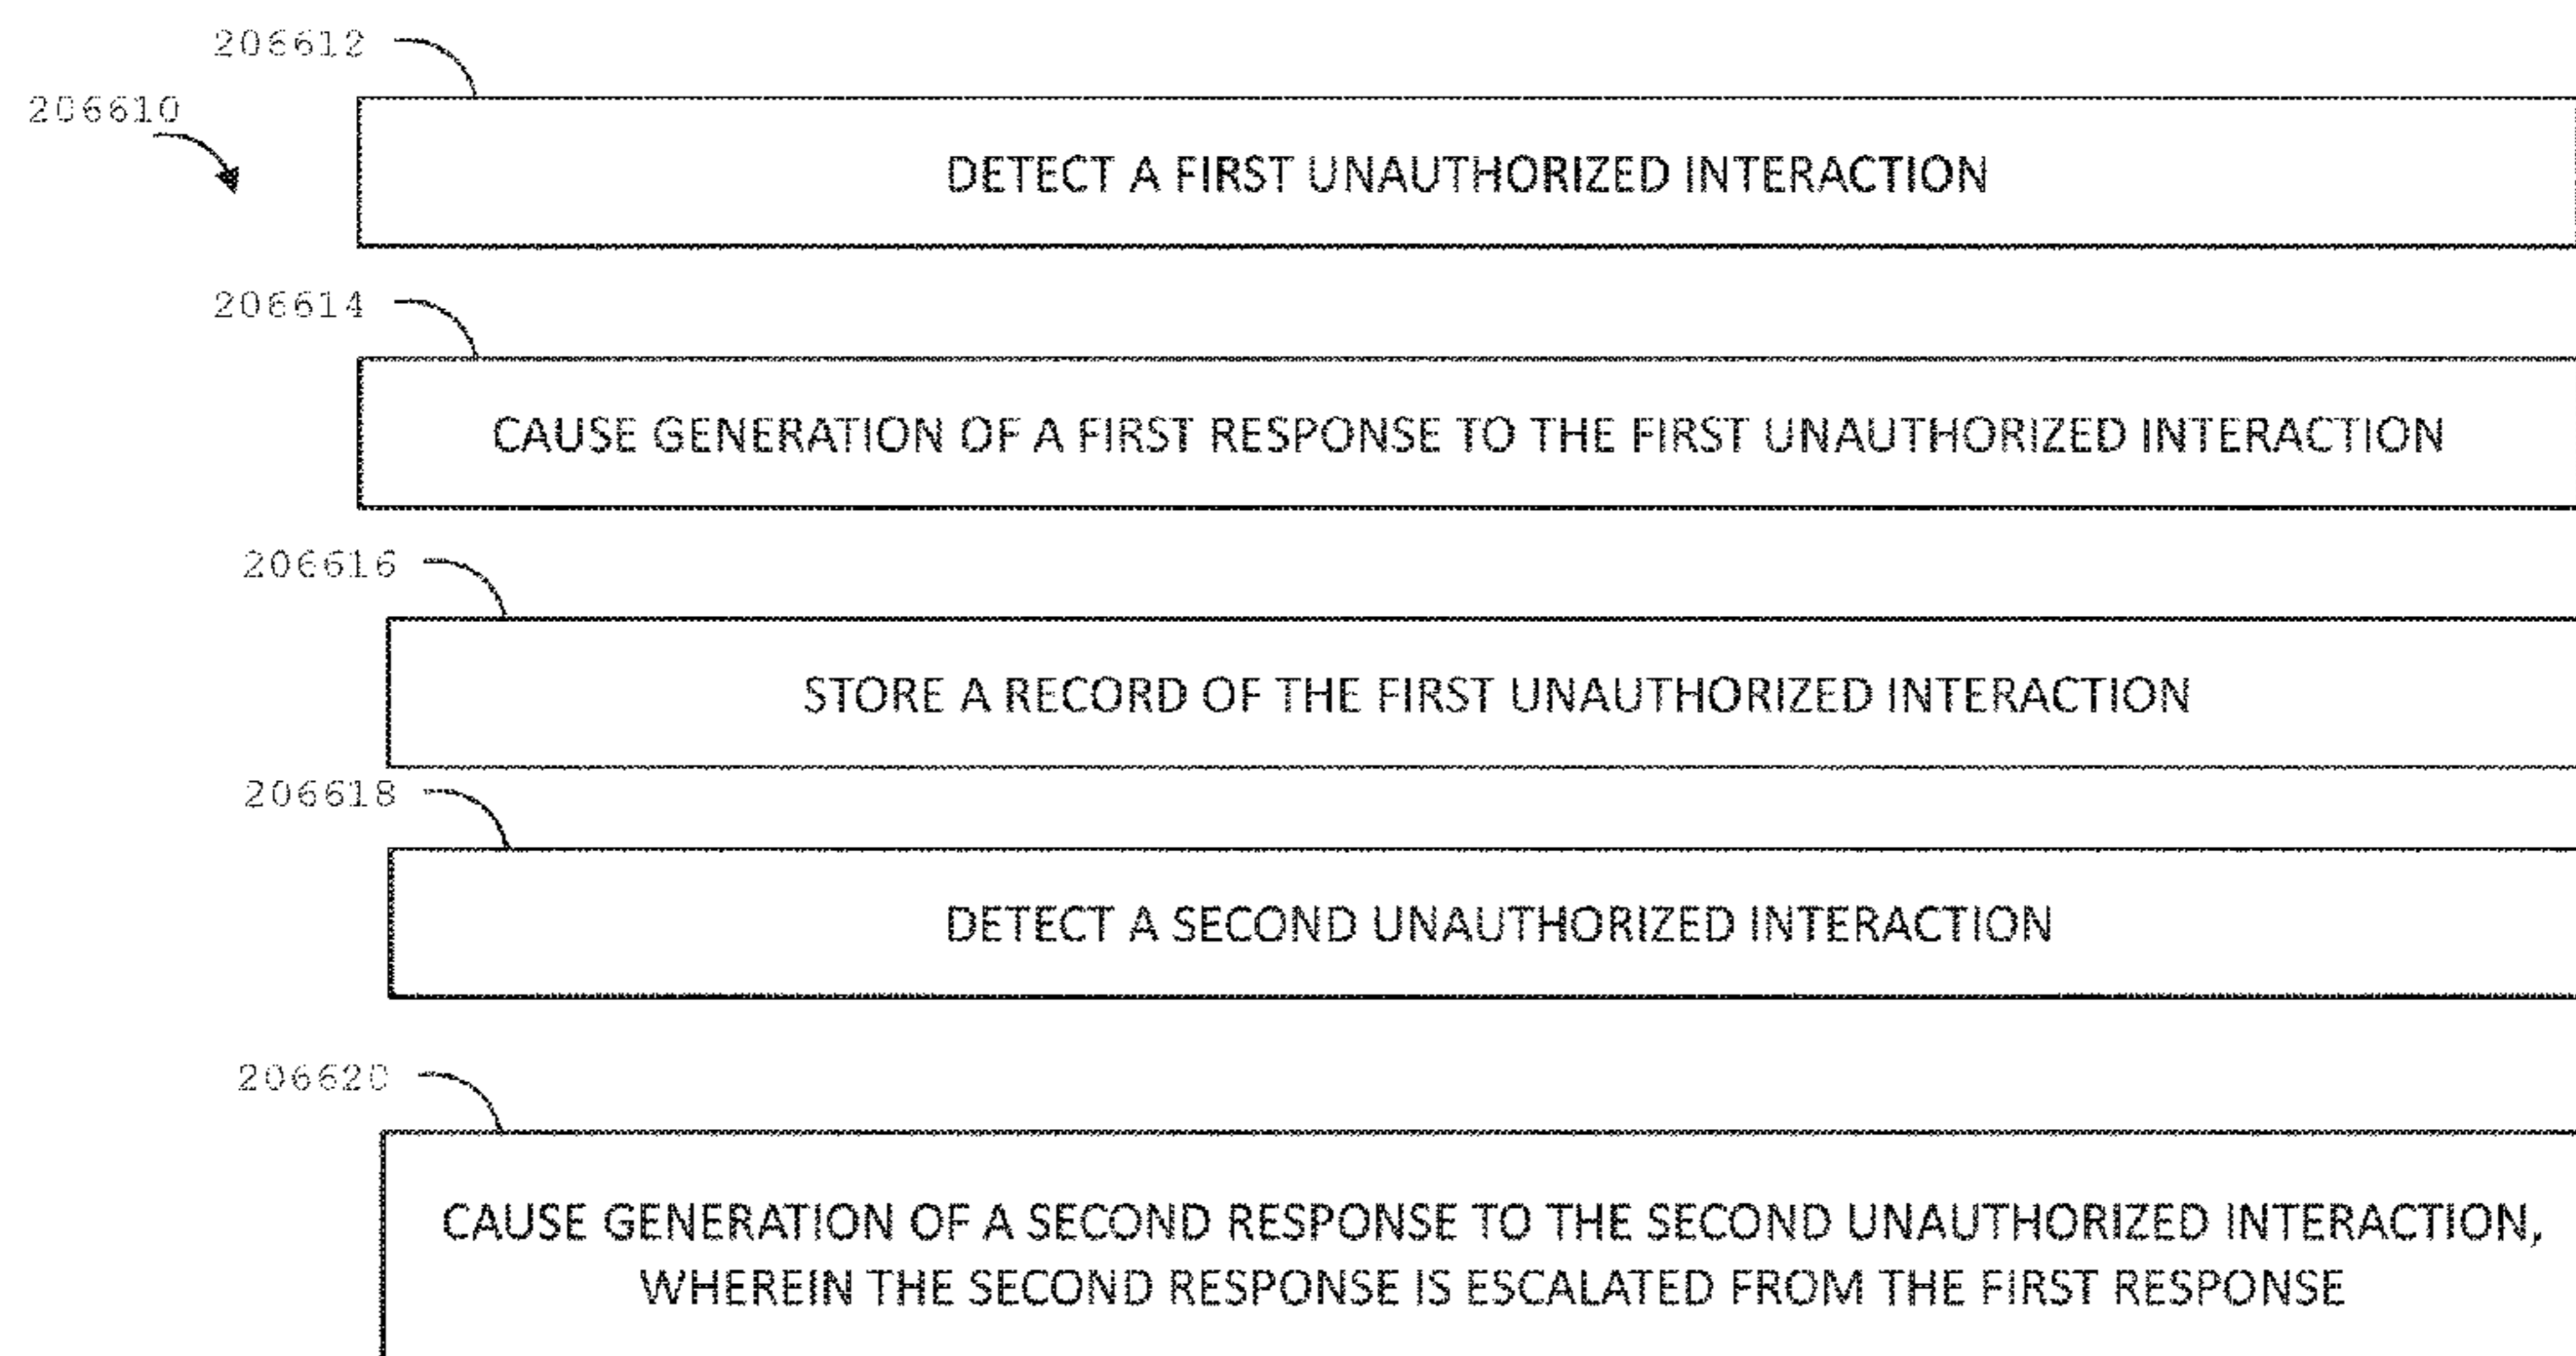 206612
206610
DETECT A FIRST UNAUTHORIZED INTERACTION
206614
CAUSE GENERATION OF A FIRST RESPONSE TO THE FIRST UNAUTHORIZED INTERACTION
206616
STORE A RECORD OF THE FIRST UNAUTHORIZED INTERACTION
206618
DETECT A SECOND UNAUTHORIZED INTERACTION
206620
CAUSE GENERATION OF A SECOND RESPONSE TO THE SECOND UNAUTHORIZED INTERACTION,
WHEREIN THE SECOND RESPONSE IS ESCALATED FROM THE FIRST RESPONSE